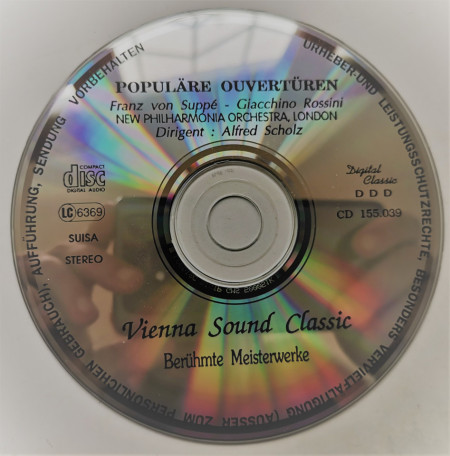 POPULÄRE OUVERTÜREN
Franz von Suppé - Giacchino Rossini
NEW PHILHARMONIA ORCHESTRA, LONDON
Dirigent : Alfred Scholz
COMPACT
disc
DIGITAL AUDIO
LC 6369
SUISA
STEREO
Digital
Classic
D D D
CD 155.039
Vienna Sound Classic
Berühmte Meisterwerke
URHEBER-UND LEISTUNGSSCHUTZRECHTE, BESONDERS VERVIELFÄLTIGUNG (AUSSER ZUM PERSÖNLICHEN GEBRAUCH), AUFFÜHRUNG, SENDUNG VORBEHALTEN